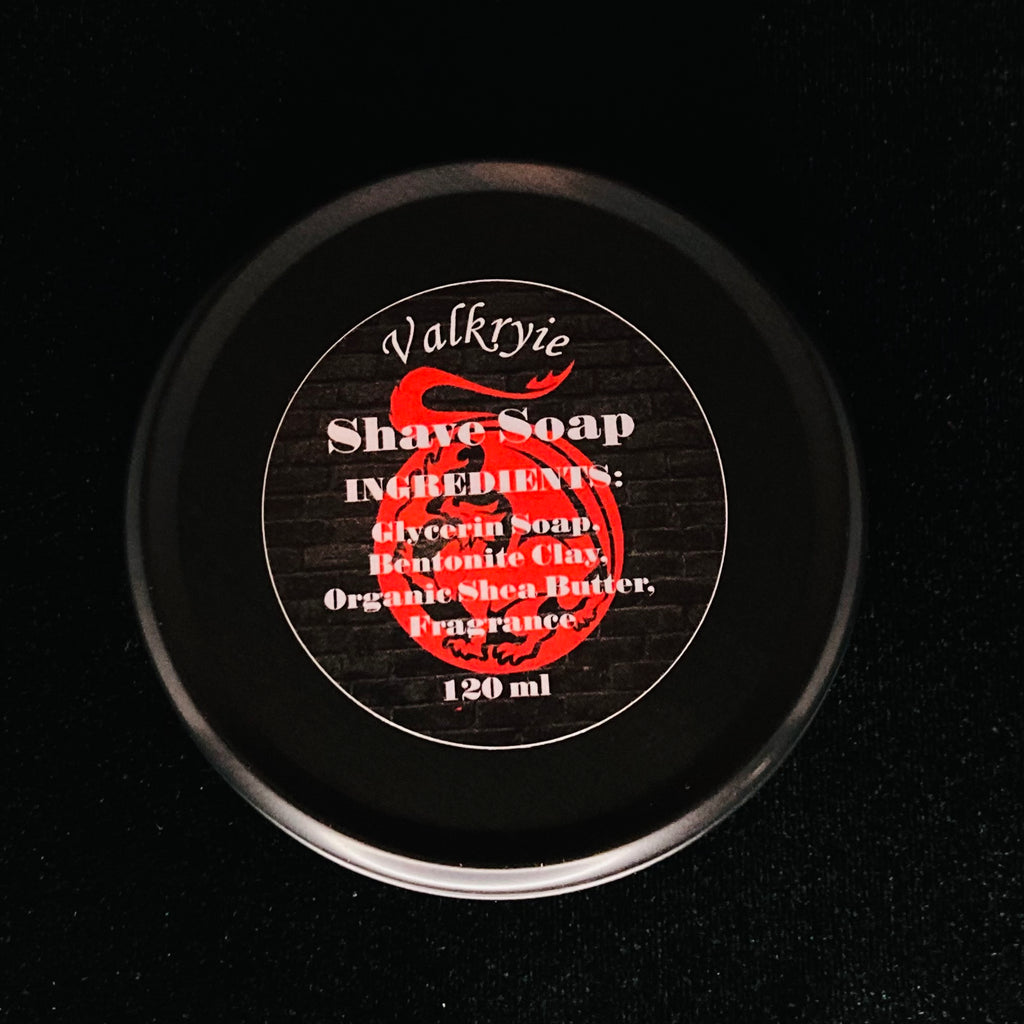 Valkryie
Shave Soap
INGREDIENTS:
Glycerin Soap,
Bentonite Clay,
Organic Shea Butter,
Fragrance
120 ml